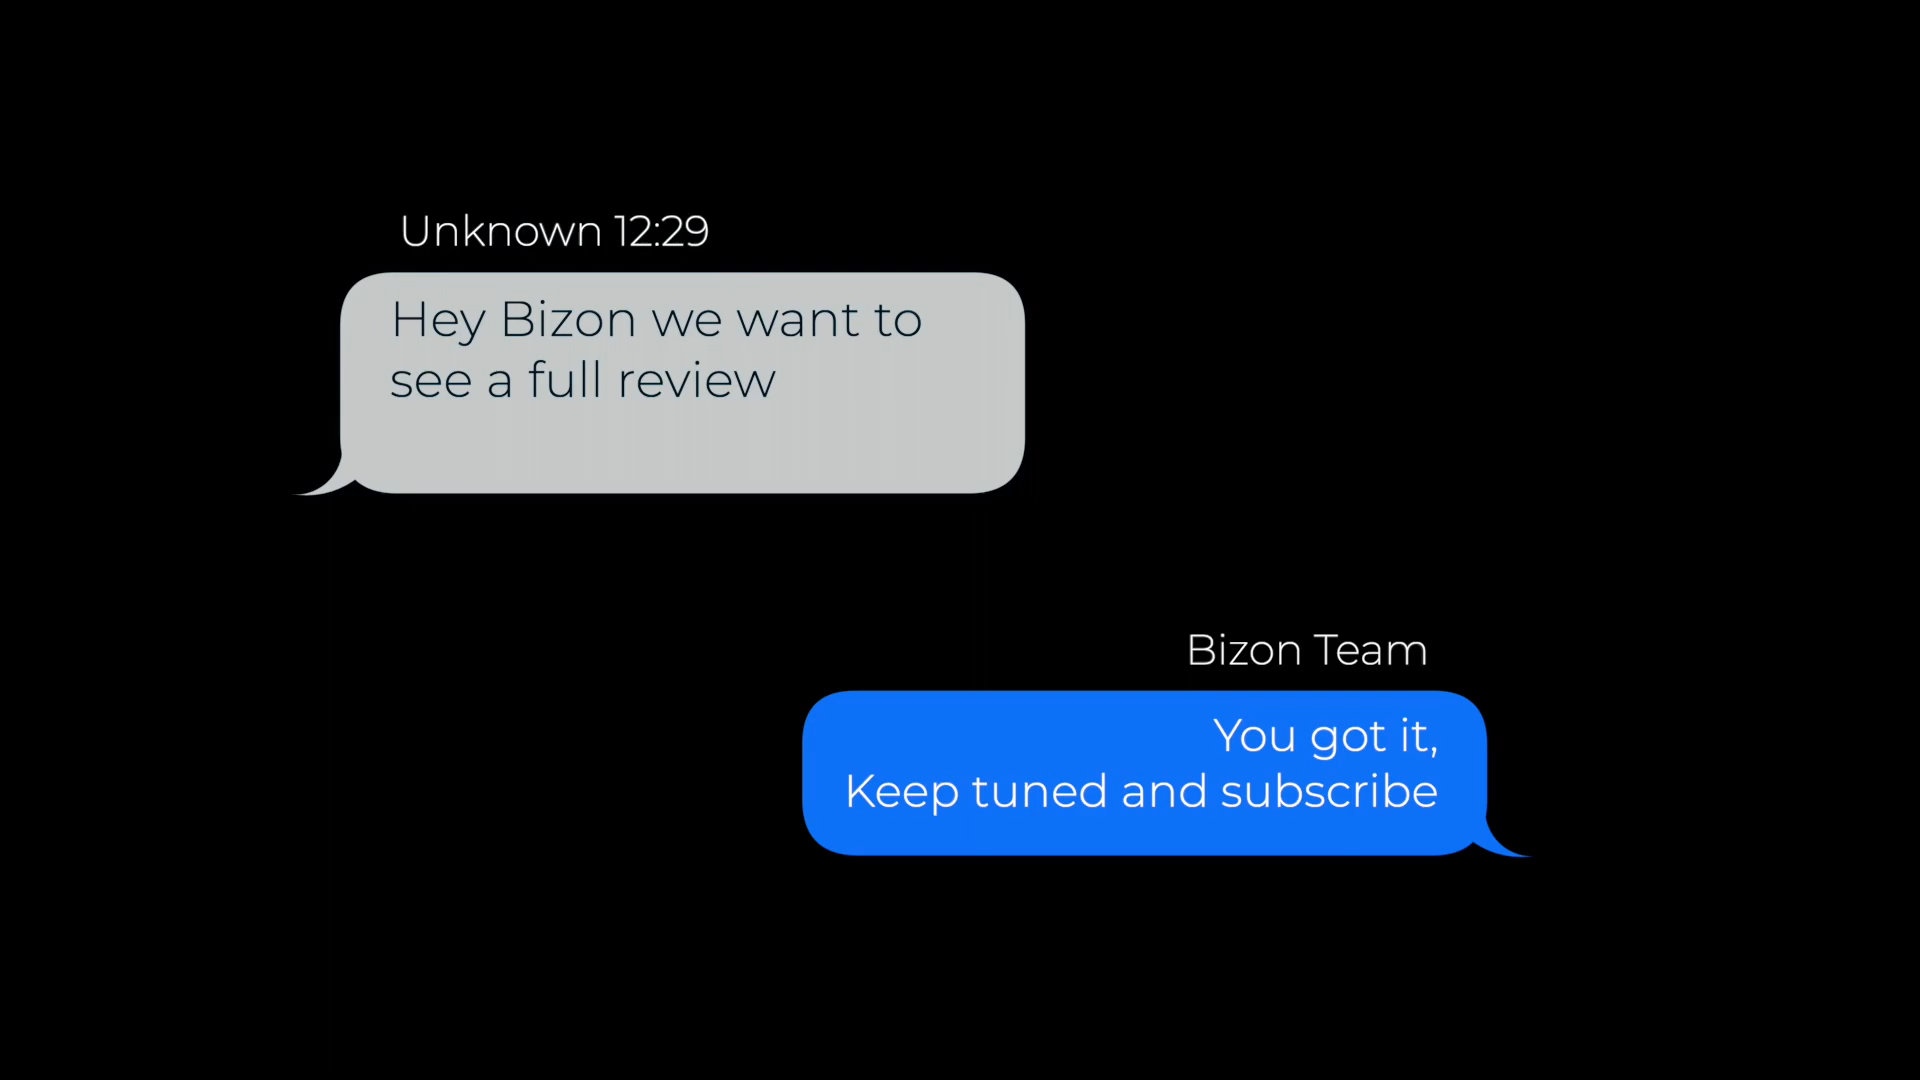 Unknown 12:29
Hey Bizon we want to
see a full review
Bizon Team
You got it,
Keep tuned and subscribe